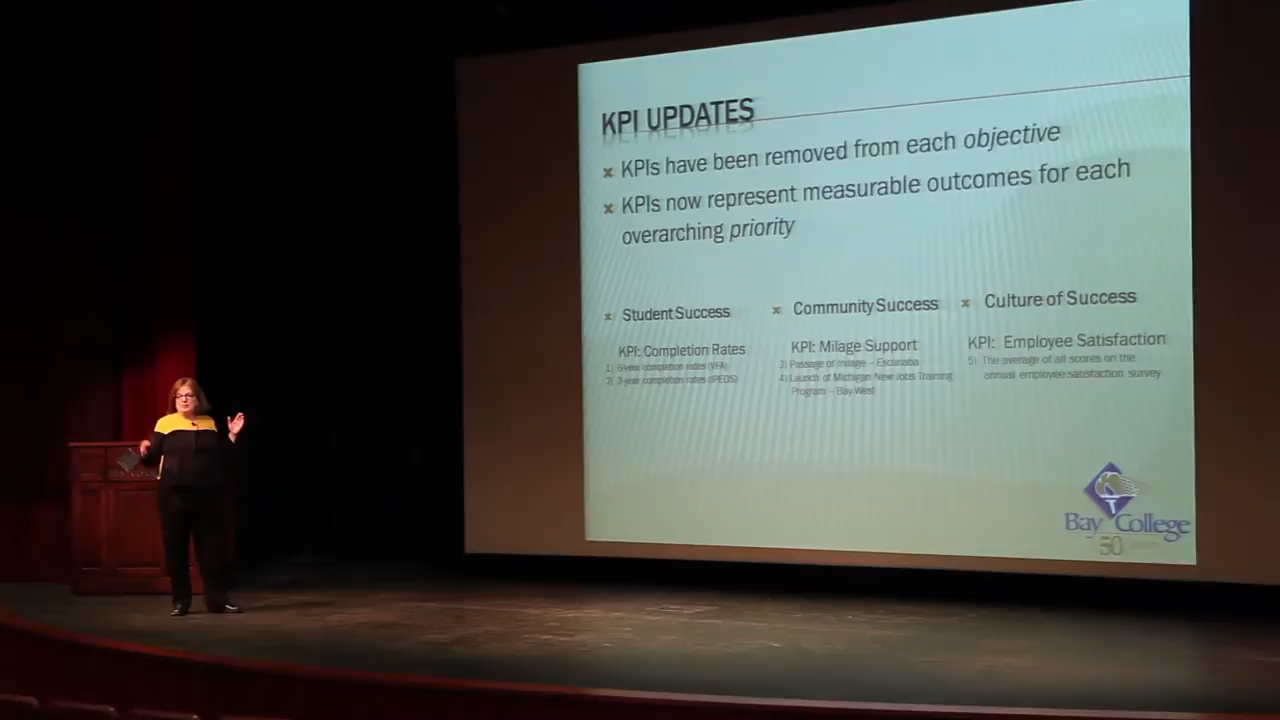 KPI UPDATES
KPIs have been removed from each objective
KPIs now represent measurable outcomes for each
overarching priority
Student Success
KPI: Completion Rates
1) 6-year completion rates (VFA)
2) 3-year completion rates (IPEDS)
Community Success
KPI: Milage Support
3) Passage of milage – Escanaba
4) Launch of Michigan New Jobs Training
Program – Bay West
Culture of Success
KPI: Employee Satisfaction
5) The average of all scores on the
annual employee satisfaction survey
Bay College
50